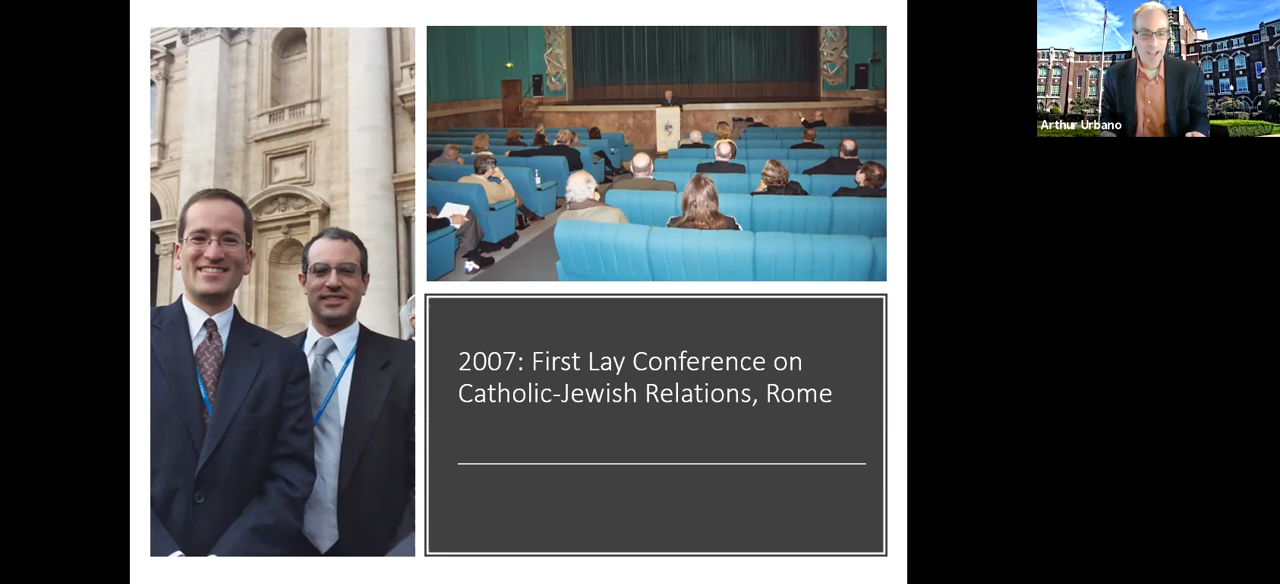 Arthur Urbano
2007: First Lay Conference on
Catholic-Jewish Relations, Rome